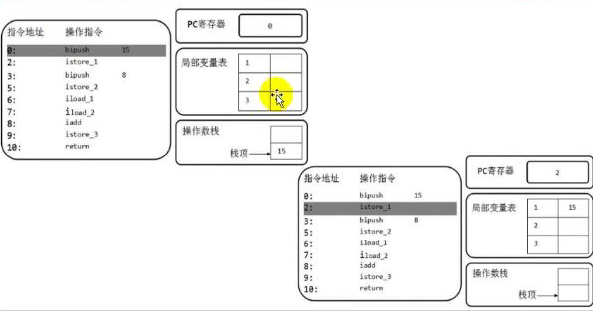 指令地址 操作指令
0: bipush 15
2: istore_1
3: bipush 8
5: istore_2
6: iload_1
7: iload_2
8: iadd
9: istore_3
10: return
PC寄存器 0
局部变量表 1
2
3
操作数栈
栈顶 15
指令地址 操作指令
0: bipush 15
2: istore_1
3: bipush 8
5: istore_2
6: iload_1
7: iload_2
8: iadd
9: istore_3
10: return
PC寄存器 2
局部变量表 1 15
2
3
操作数栈
栈顶